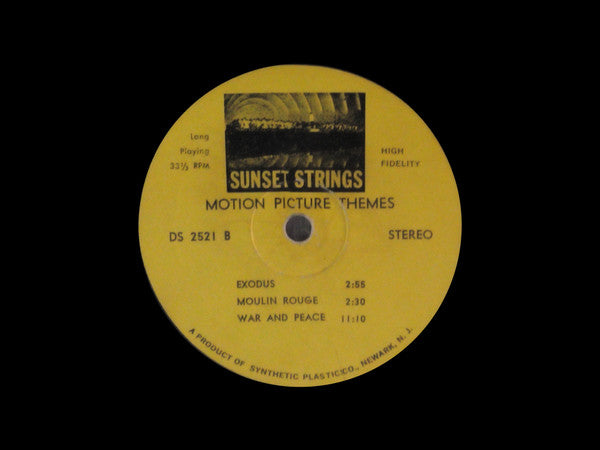 Long
Playing
33⅓ RPM
HIGH
FIDELITY
SUNSET STRINGS
MOTION PICTURE THEMES
DS 2521 B
STEREO
EXODUS 2:55
MOULIN ROUGE 2:30
WAR AND PEACE 11:10
A PRODUCT OF SYNTHETIC PLASTIC CO., NEWARK, N. J.